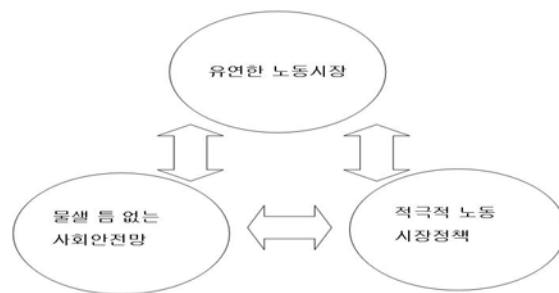 유연한 노동시장
물샐 틈 없는
사회안전망
적극적 노동
시장정책